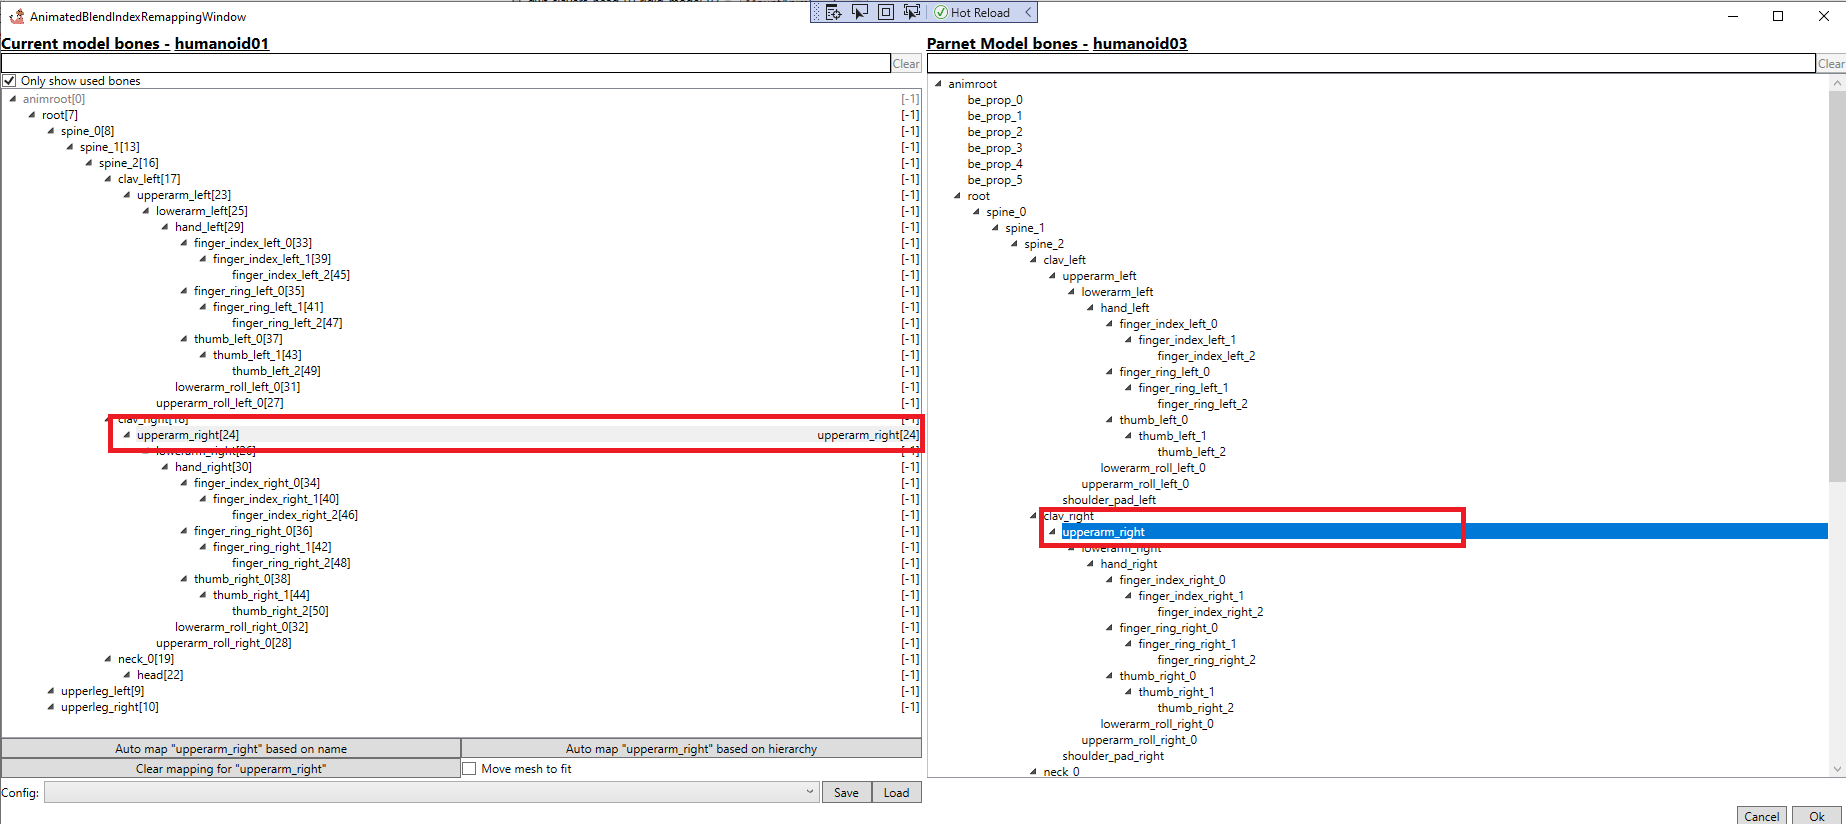 AnimatedBlendIndexRemappingWindow
Hot Reload
Current model bones - humanoid01
Clear
Only show used bones
animroot[0] [-1]
root[7] [-1]
spine_0[8] [-1]
spine_1[13] [-1]
spine_2[16] [-1]
clav_left[17] [-1]
upperarm_left[23] [-1]
lowerarm_left[25] [-1]
hand_left[29] [-1]
finger_index_left_0[33] [-1]
finger_index_left_1[39] [-1]
finger_index_left_2[45] [-1]
finger_ring_left_0[35] [-1]
finger_ring_left_1[41] [-1]
finger_ring_left_2[47] [-1]
thumb_left_0[37] [-1]
thumb_left_1[43] [-1]
thumb_left_2[49] [-1]
lowerarm_roll_left_0[31] [-1]
upperarm_roll_left_0[27] [-1]
clav_right[18] [-1]
upperarm_right[24] upperarm_right[24]
lowerarm_right[26] [-1]
hand_right[30] [-1]
finger_index_right_0[34] [-1]
finger_index_right_1[40] [-1]
finger_index_right_2[46] [-1]
finger_ring_right_0[36] [-1]
finger_ring_right_1[42] [-1]
finger_ring_right_2[48] [-1]
thumb_right_0[38] [-1]
thumb_right_1[44] [-1]
thumb_right_2[50] [-1]
lowerarm_roll_right_0[32] [-1]
upperarm_roll_right_0[28] [-1]
neck_0[19] [-1]
head[22] [-1]
upperleg_left[9] [-1]
upperleg_right[10] [-1]
Auto map "upperarm_right" based on name
Auto map "upperarm_right" based on hierarchy
Clear mapping for "upperarm_right"
Move mesh to fit
Config:
Save
Load
Parnet Model bones - humanoid03
Clear
animroot
be_prop_0
be_prop_1
be_prop_2
be_prop_3
be_prop_4
be_prop_5
root
spine_0
spine_1
spine_2
clav_left
upperarm_left
lowerarm_left
hand_left
finger_index_left_0
finger_index_left_1
finger_index_left_2
finger_ring_left_0
finger_ring_left_1
finger_ring_left_2
thumb_left_0
thumb_left_1
thumb_left_2
lowerarm_roll_left_0
upperarm_roll_left_0
shoulder_pad_left
clav_right
upperarm_right
lowerarm_right
hand_right
finger_index_right_0
finger_index_right_1
finger_index_right_2
finger_ring_right_0
finger_ring_right_1
finger_ring_right_2
thumb_right_0
thumb_right_1
thumb_right_2
lowerarm_roll_right_0
upperarm_roll_right_0
shoulder_pad_right
neck_0
Cancel
Ok